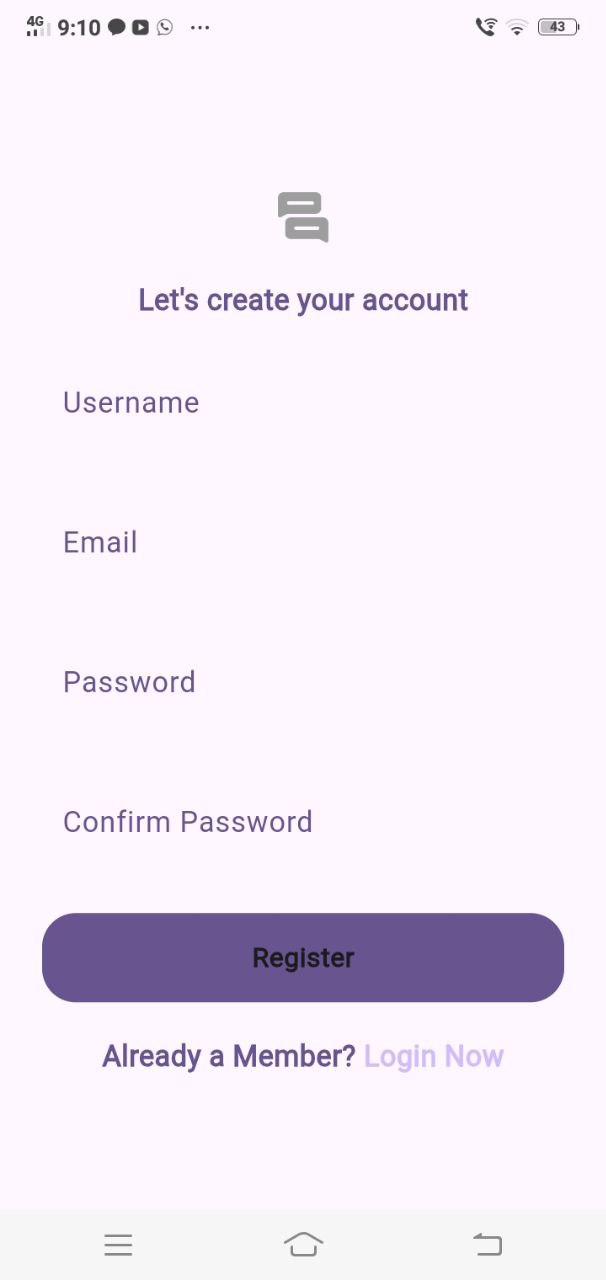 4G 9:10 43
Let's create your account
Username
Email
Password
Confirm Password
Register
Already a Member? Login Now